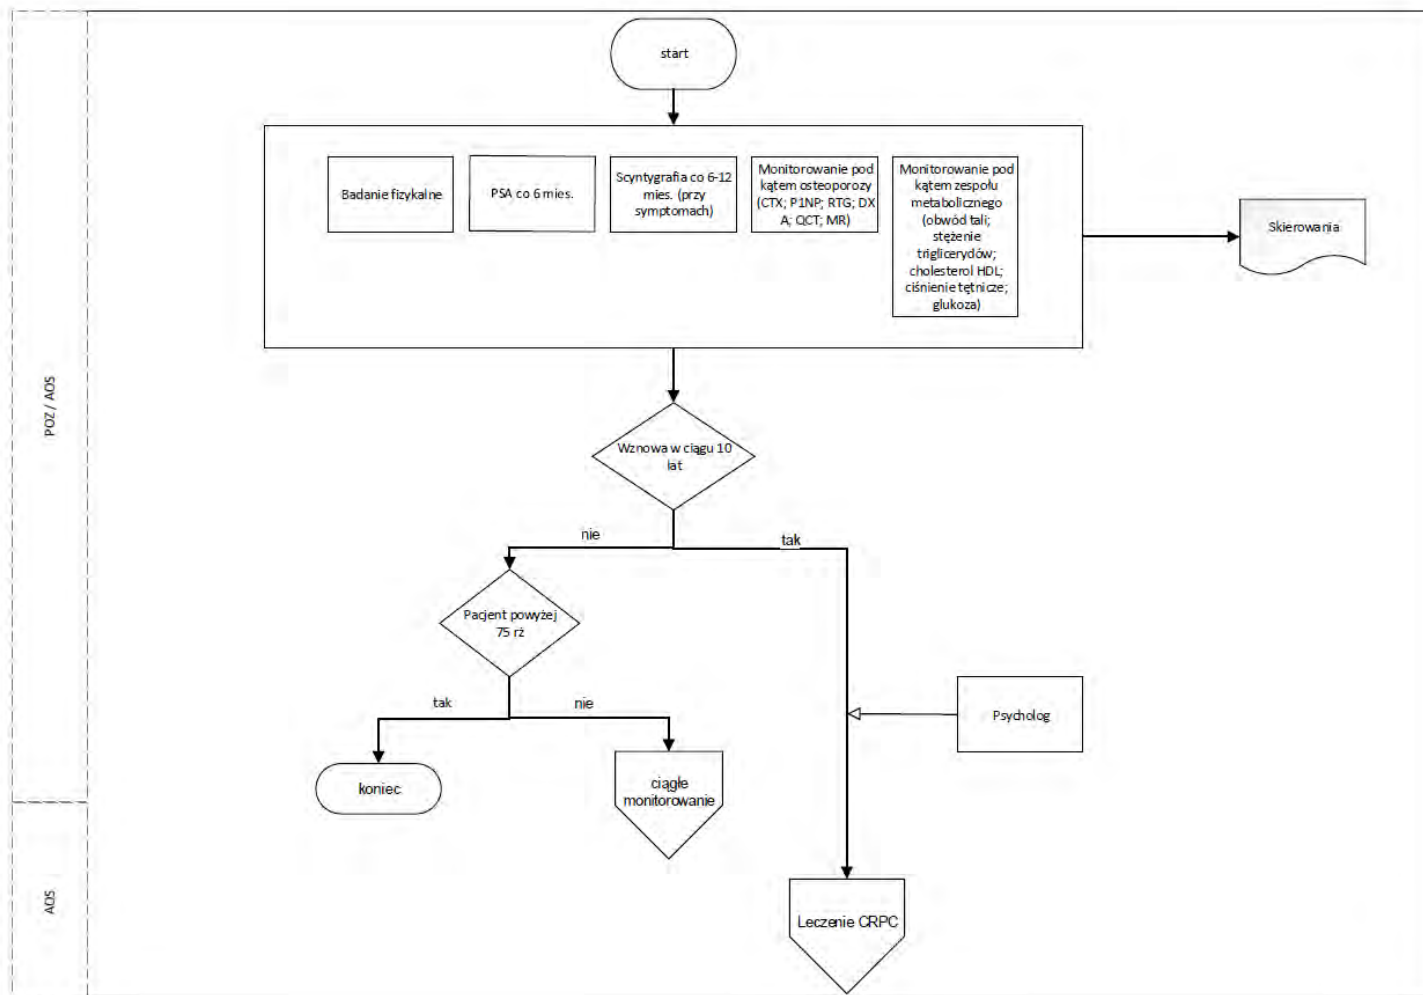 start
Badanie fizykalne
PSA co 6 mies.
Scyntygrafia co 6-12
mies. (przy
symptomach)
Monitorowanie pod
kątem osteoporozy
(CTX; P1NP; RTG; DX
A; QCT; MR)
Monitorowanie pod
kątem zespołu
metabolicznego
(obwód tali;
stężenie
triglicerydów;
cholesterol HDL;
ciśnienie tętnicze;
glukoza)
Skierowania
POZ / AOS
Wznowa w ciągu 10
lat
nie
tak
Pacjent powyżej
75 rż
tak
nie
Psycholog
koniec
ciągłe
monitorowanie
AOS
Leczenie CRPC